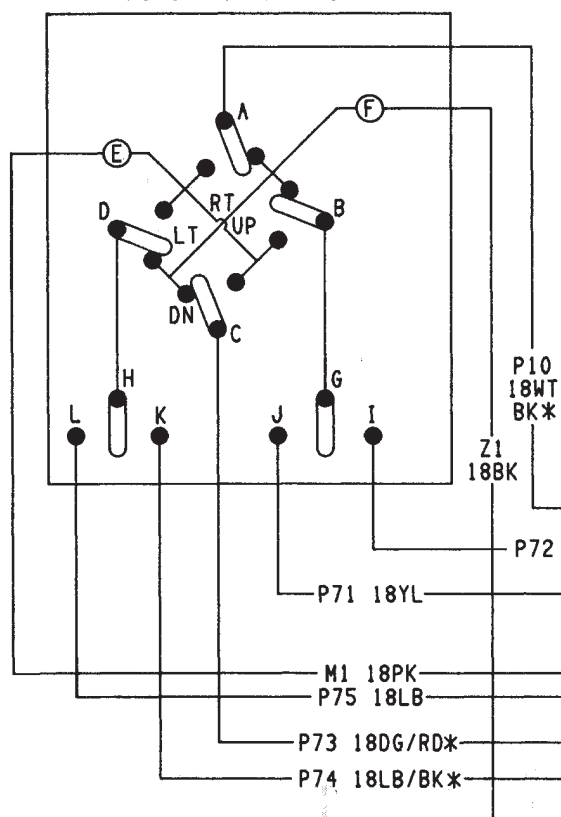 A
F
E
RT
B
D
LT
UP
DN
C
H
G
L
K
J
I
P10
18WT
BK*
Z1
18BK
P72
P71 18YL
M1 18PK
P75 18LB
P73 18DG/RD*
P74 18LB/BK*